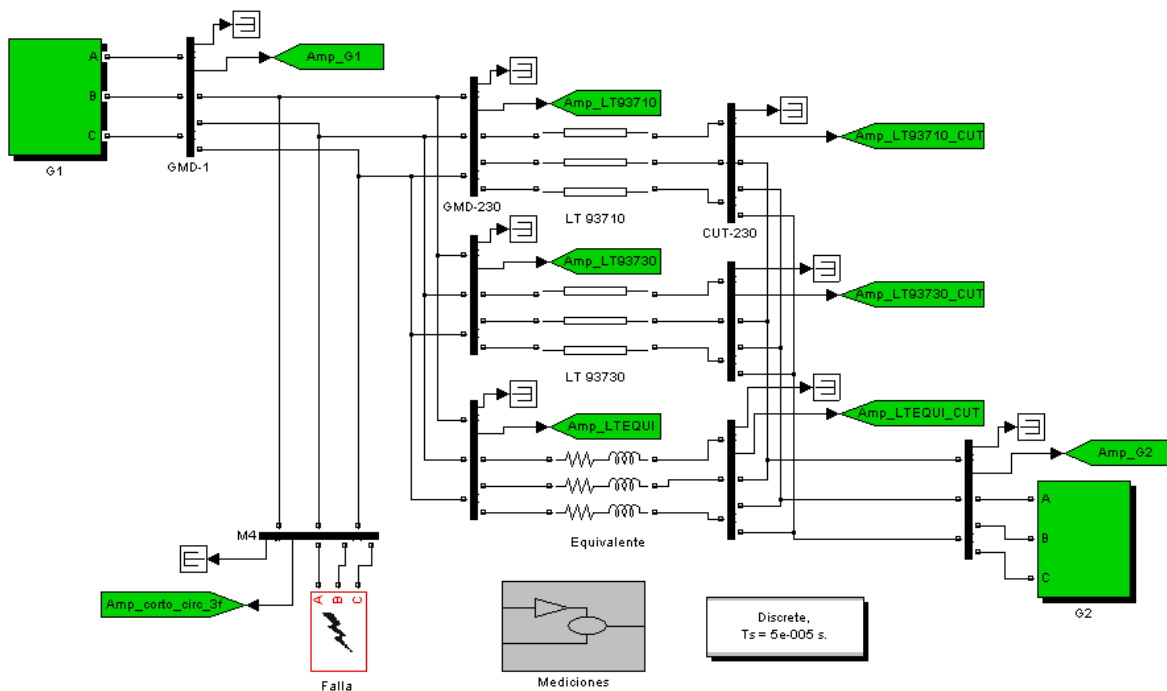 A
B
C
G1
GMD-1
Amp_G1
Amp_LT93710
GMD-230
LT 93710
Amp_LT93710_CUT
CUT-230
Amp_LT93730
LT 93730
Amp_LT93730_CUT
Amp_LTEQUI
Equivalente
Amp_LTEQUI_CUT
Amp_G2
A
B
C
G2
M4
Amp_corto_circ_3f
A
B
C
Falla
Mediciones
Discrete,
Ts = 5e-005 s.